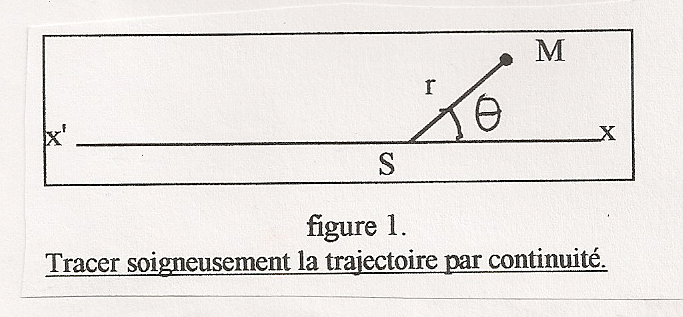 M
r
θ
x'
x
S
figure 1.
Tracer soigneusement la trajectoire par continuité.